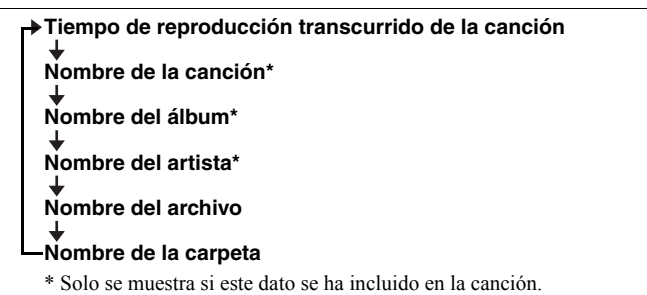 Tiempo de reproducción transcurrido de la canción
Nombre de la canción*
Nombre del álbum*
Nombre del artista*
Nombre del archivo
Nombre de la carpeta
* Solo se muestra si este dato se ha incluido en la canción.